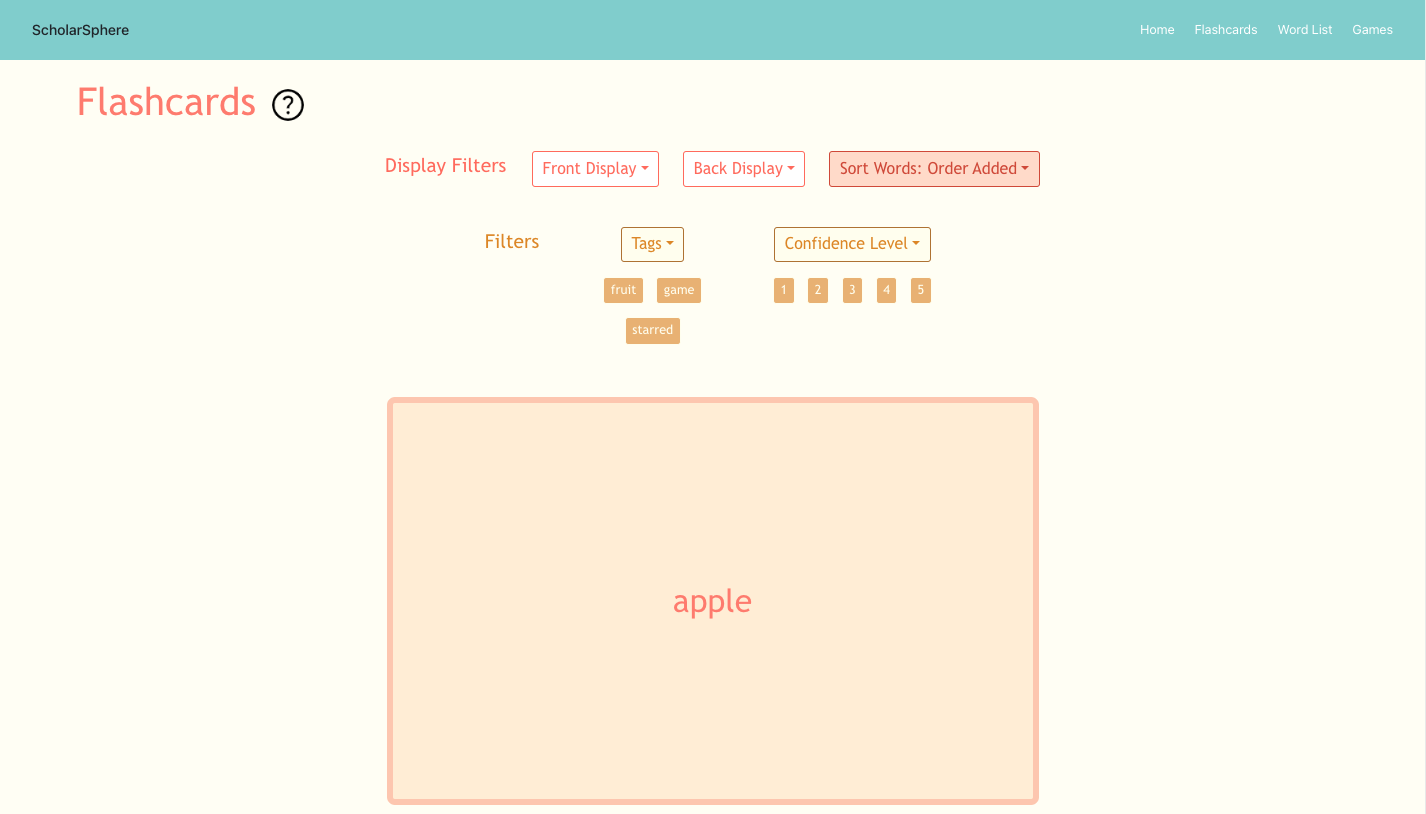 ScholarSphere Home Flashcards Word List Games
Flashcards ?
Display Filters Front Display Back Display Sort Words: Order Added
Filters Tags Confidence Level
fruit game 1 2 3 4 5
starred
apple